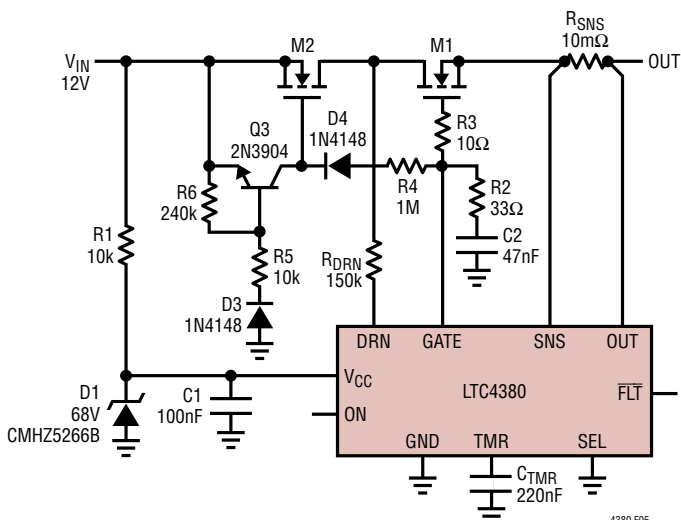 R_SNS
10mΩ
V_IN
12V
M2
M1
OUT
Q3
2N3904
D4
1N4148
R3
10Ω
R6
240k
R4
1M
R2
33Ω
R1
10k
R5
10k
R_DRN
150k
C2
47nF
D3
1N4148
DRN
GATE
SNS
OUT
V_CC
LTC4380
FLT
D1
68V
CMHZ5266B
C1
100nF
ON
GND
TMR
SEL
C_TMR
220nF
4380 F05